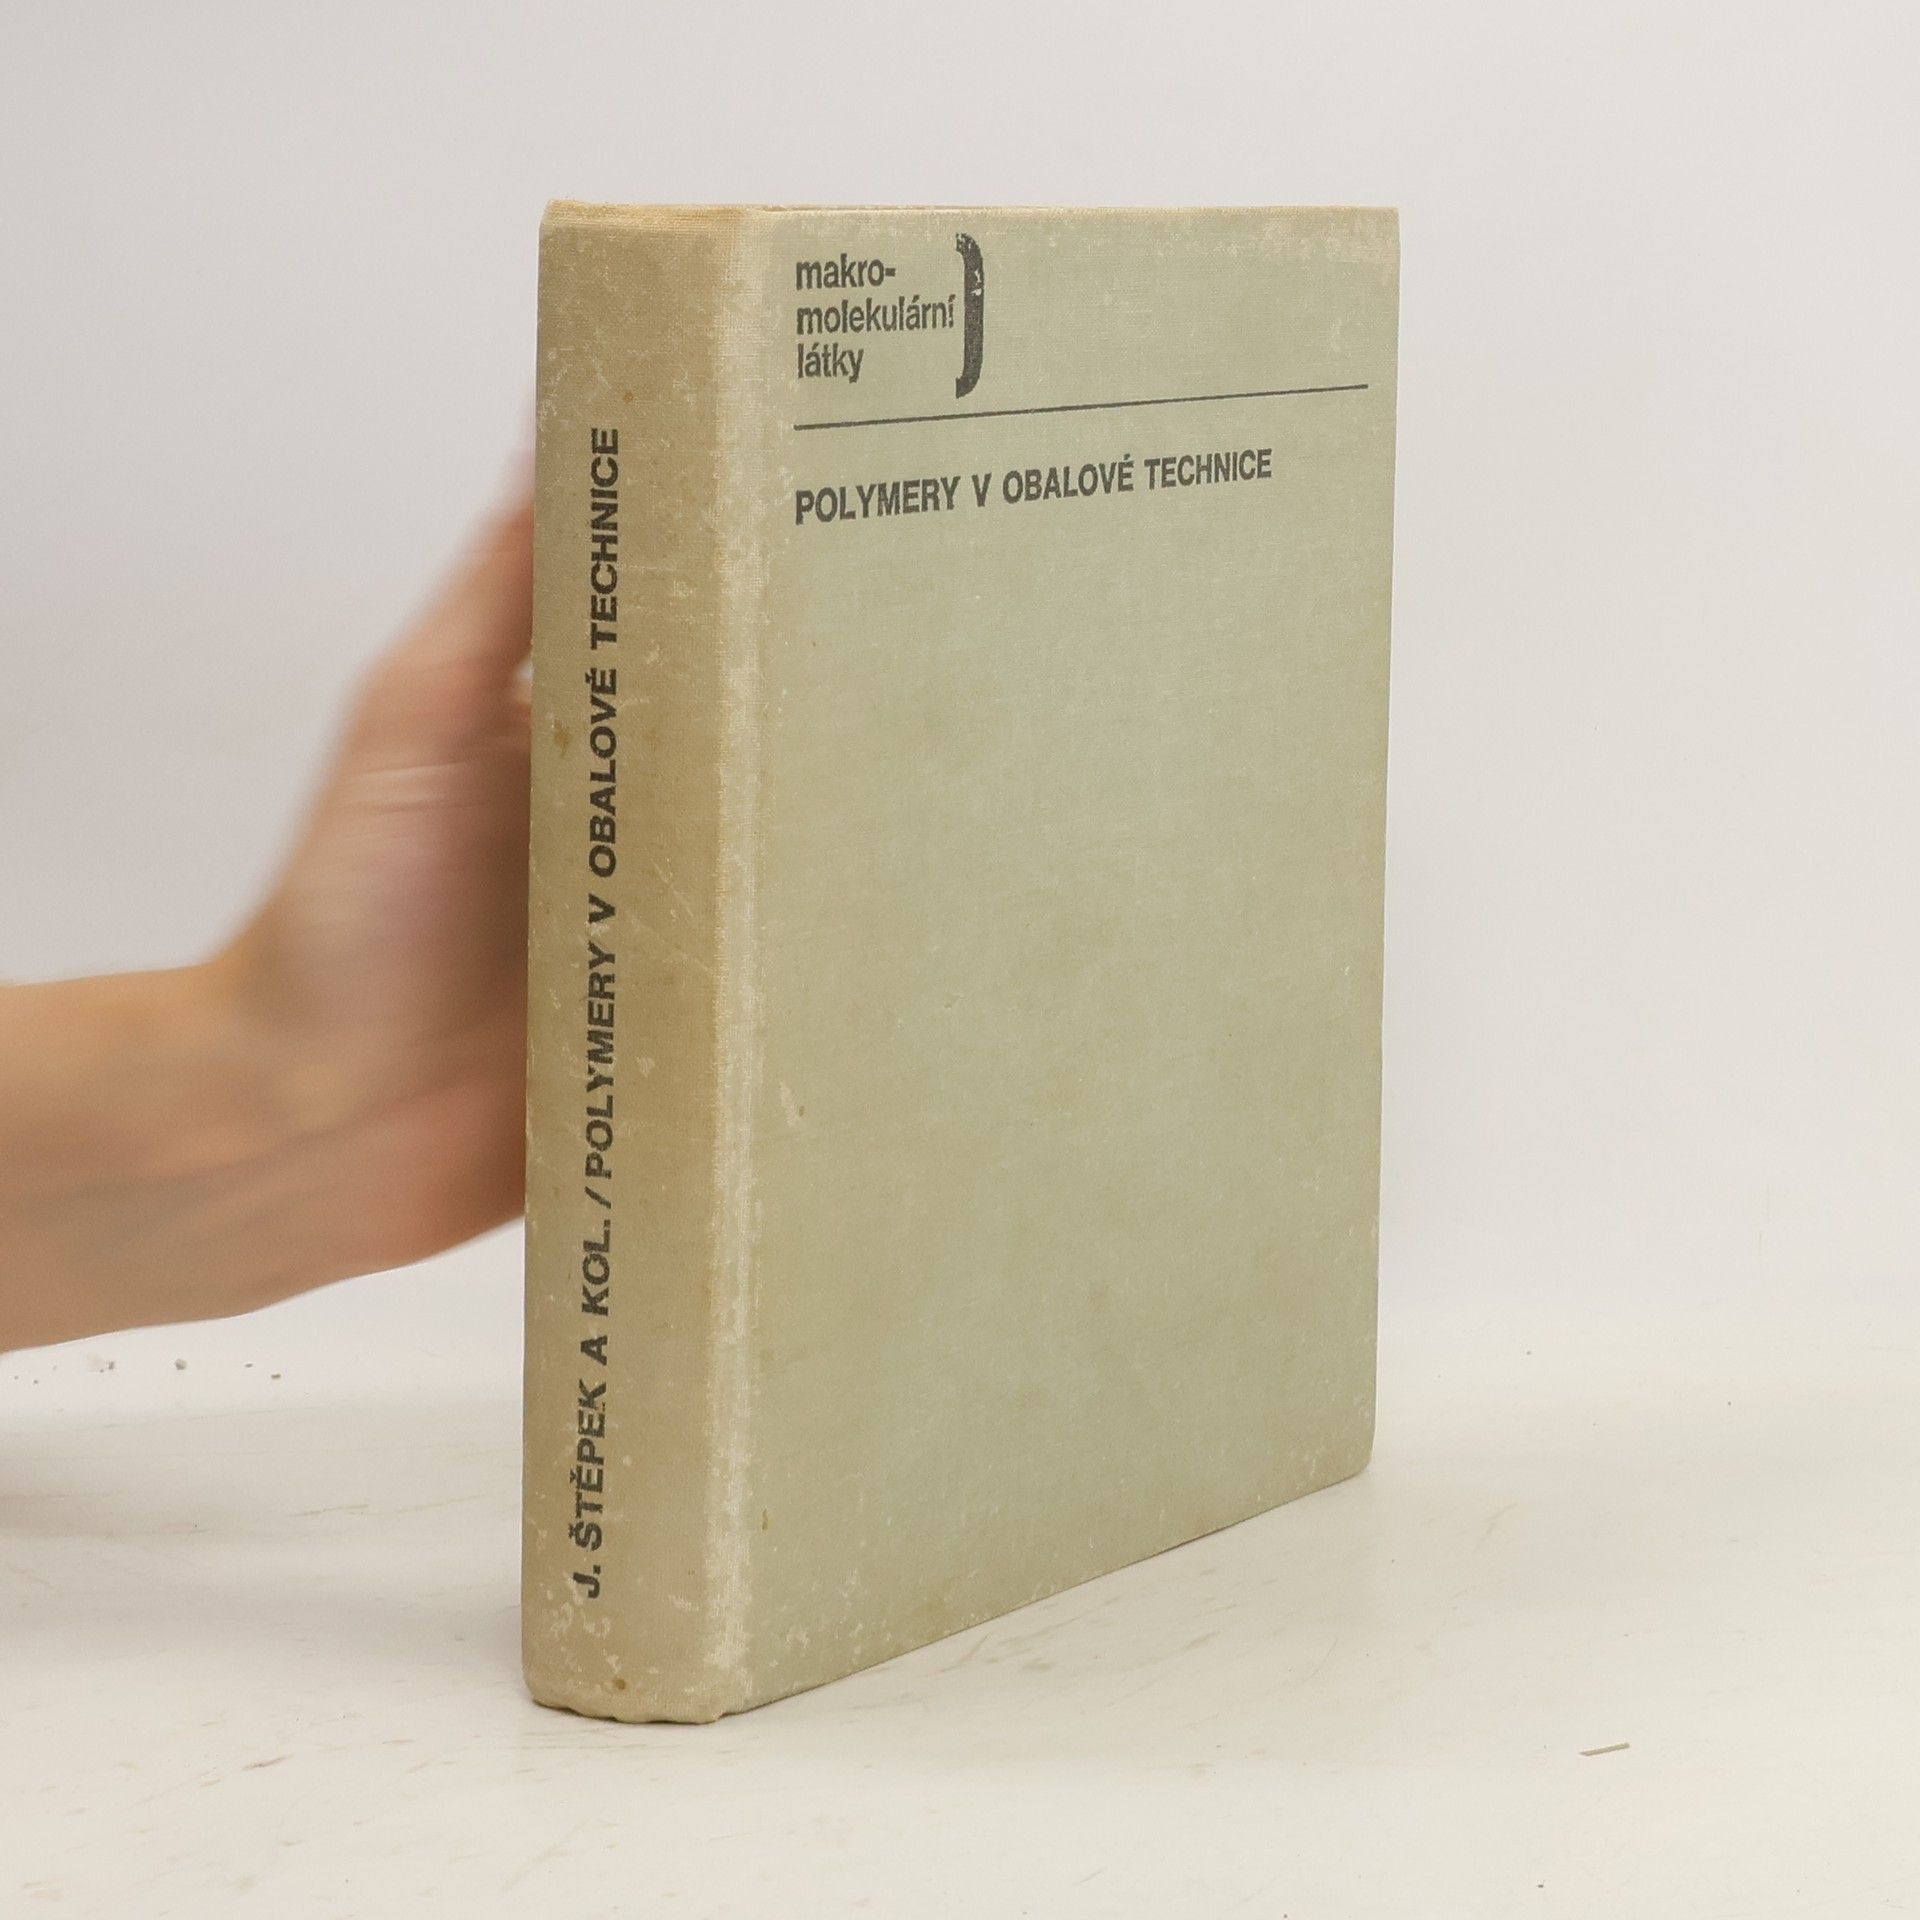 makro-
molekulární
látky
POLYMERY V OBALOVÉ TECHNICE
J. ŠTĚPEK A KOL. / POLYMERY V OBALOVÉ TECHNICE